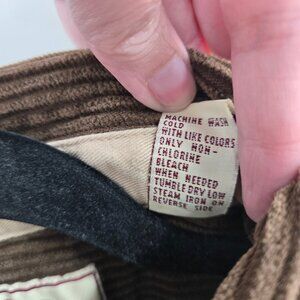 MACHINE WASH
COLD
WITH LIKE COLORS
ONLY NON-
CHLORINE
BLEACH
WHEN NEEDED
TUMBLE DRY LOW
STEAM IRON ON
REVERSE SIDE